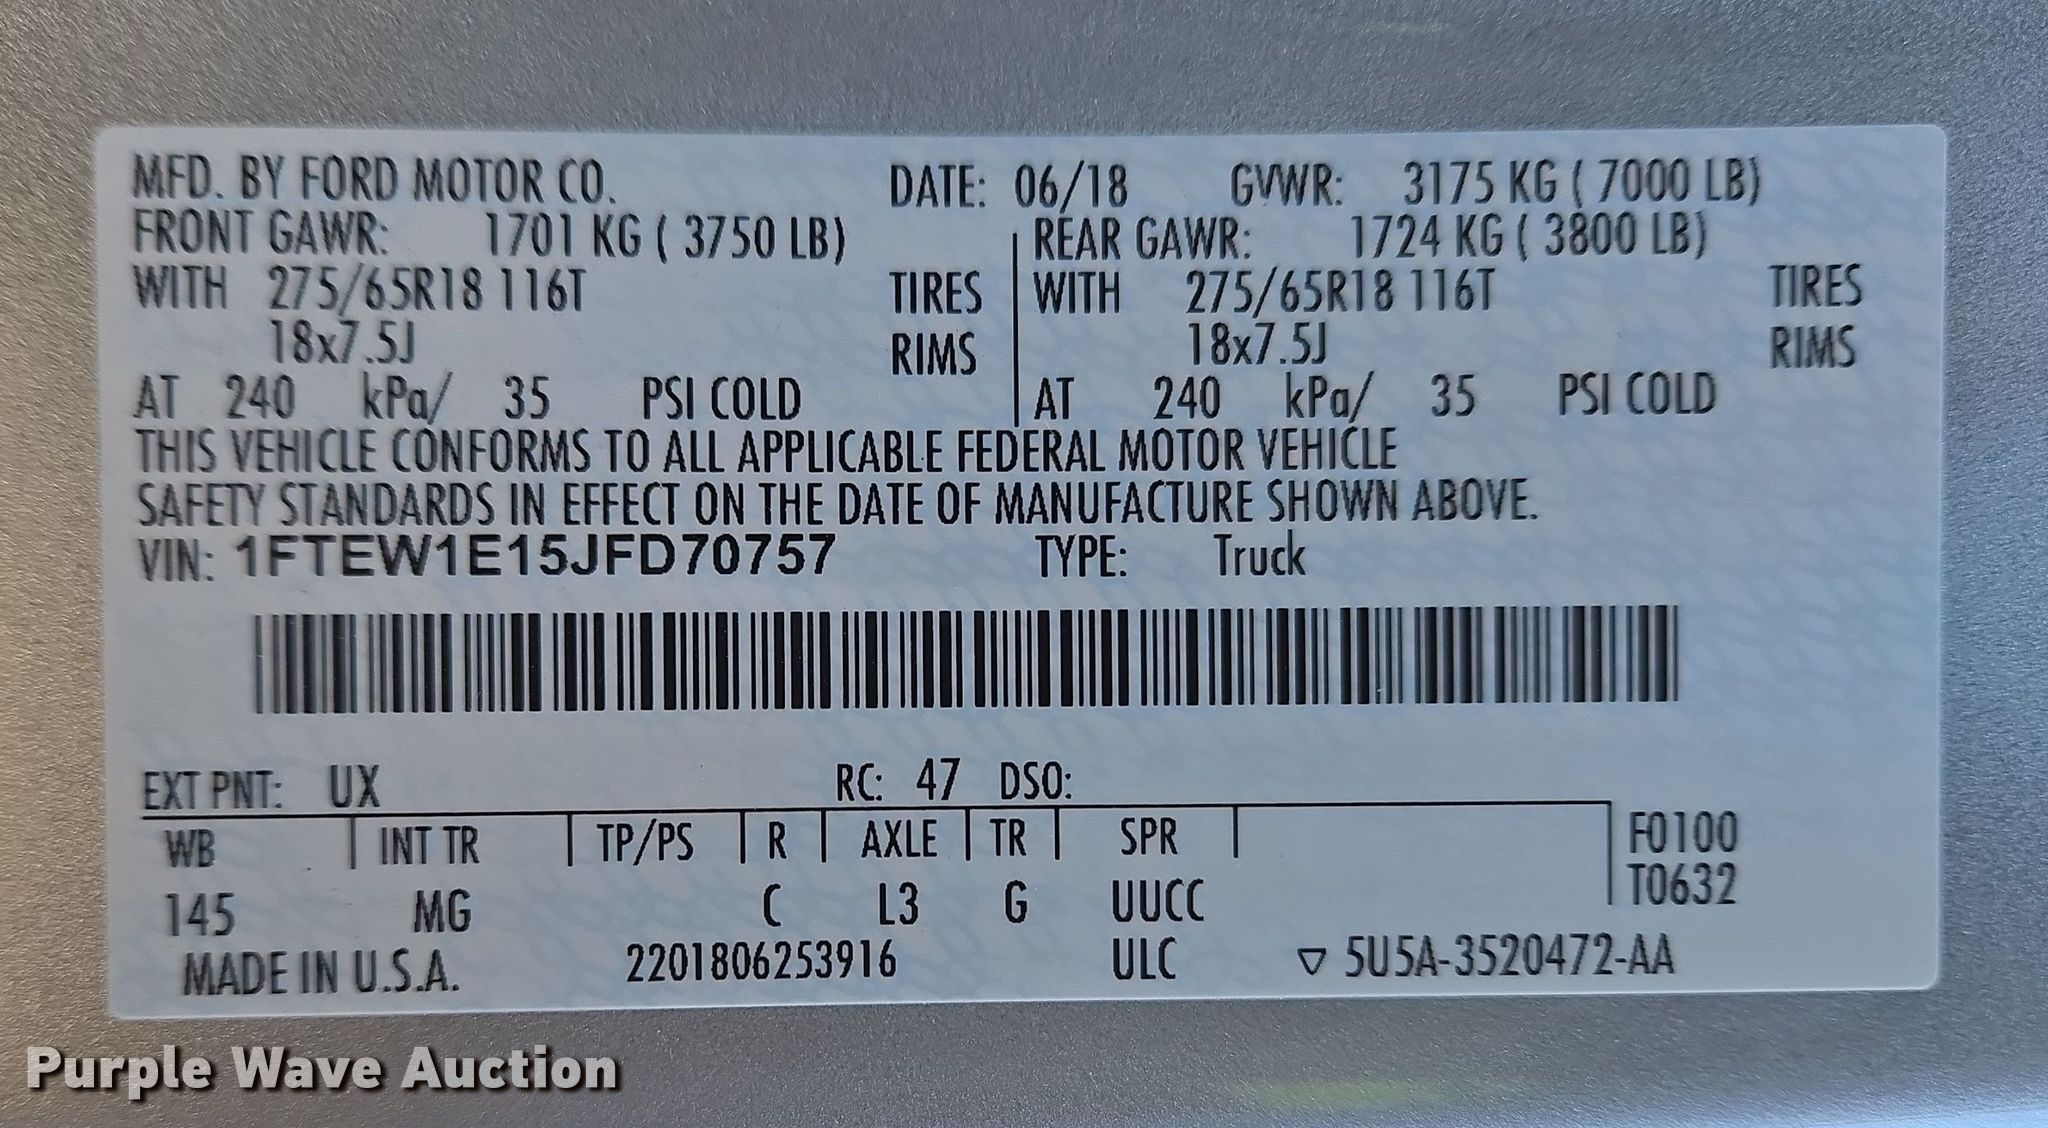 MFD. BY FORD MOTOR CO. DATE: 06/18 GVWR: 3175 KG ( 7000 LB)
FRONT GAWR: 1701 KG ( 3750 LB) REAR GAWR: 1724 KG ( 3800 LB)
WITH 275/65R18 116T TIRES WITH 275/65R18 116T TIRES
18x7.5J RIMS 18x7.5J RIMS
AT 240 kPa/ 35 PSI COLD AT 240 kPa/ 35 PSI COLD
THIS VEHICLE CONFORMS TO ALL APPLICABLE FEDERAL MOTOR VEHICLE
SAFETY STANDARDS IN EFFECT ON THE DATE OF MANUFACTURE SHOWN ABOVE.
VIN: 1FTEW1E15JFD70757 TYPE: Truck
EXT PNT: UX RC: 47 DSO:
WB INT TR TP/PS R AXLE TR SPR F0100
T0632
145 MG C L3 G UUCC
MADE IN U.S.A. 2201806253916 ULC ▽ 5U5A-3520472-AA
Purple Wave Auction